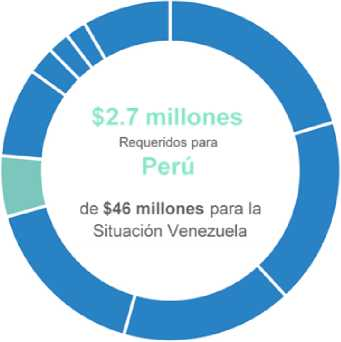 $2.7 millones
Requeridos para
Perú
de $46 millones para la
Situación Venezuela